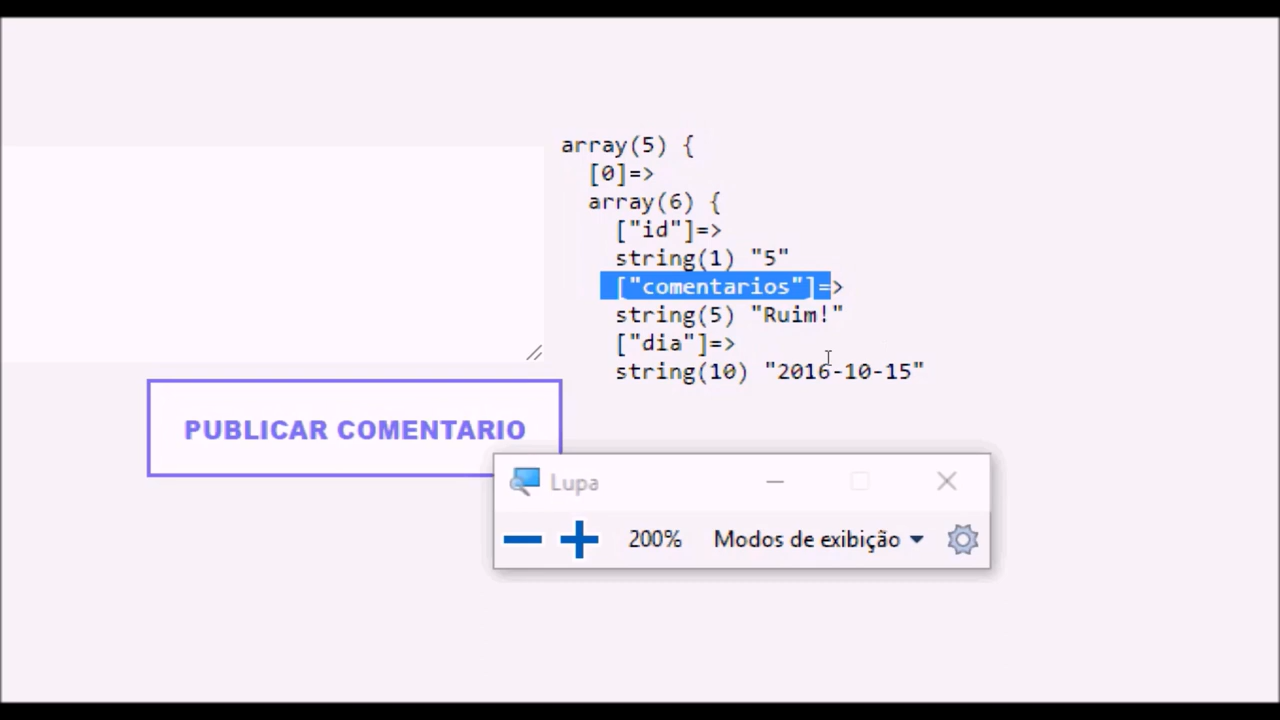 array(5) {
[0]=>
array(6) {
["id"]=>
string(1) "5"
["comentarios"]=>
string(5) "Ruim!"
["dia"]=>
string(10) "2016-10-15"
PUBLICAR COMENTARIO
Lupa
200% Modos de exibição